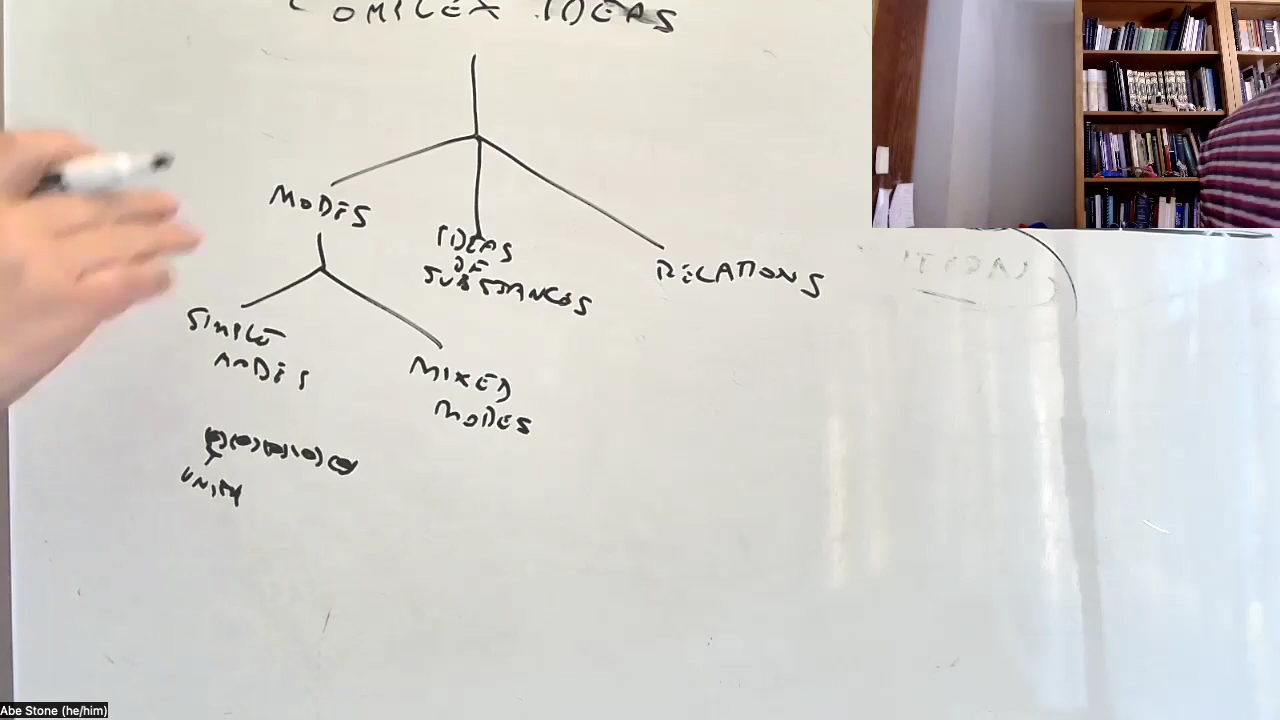 COMPLEX IDEAS
MODES
IDEAS
OF
SUBSTANCES
RELATIONS
SIMPLE
MODES
MIXED
MODES
UNITY
Abe Stone (he/him)